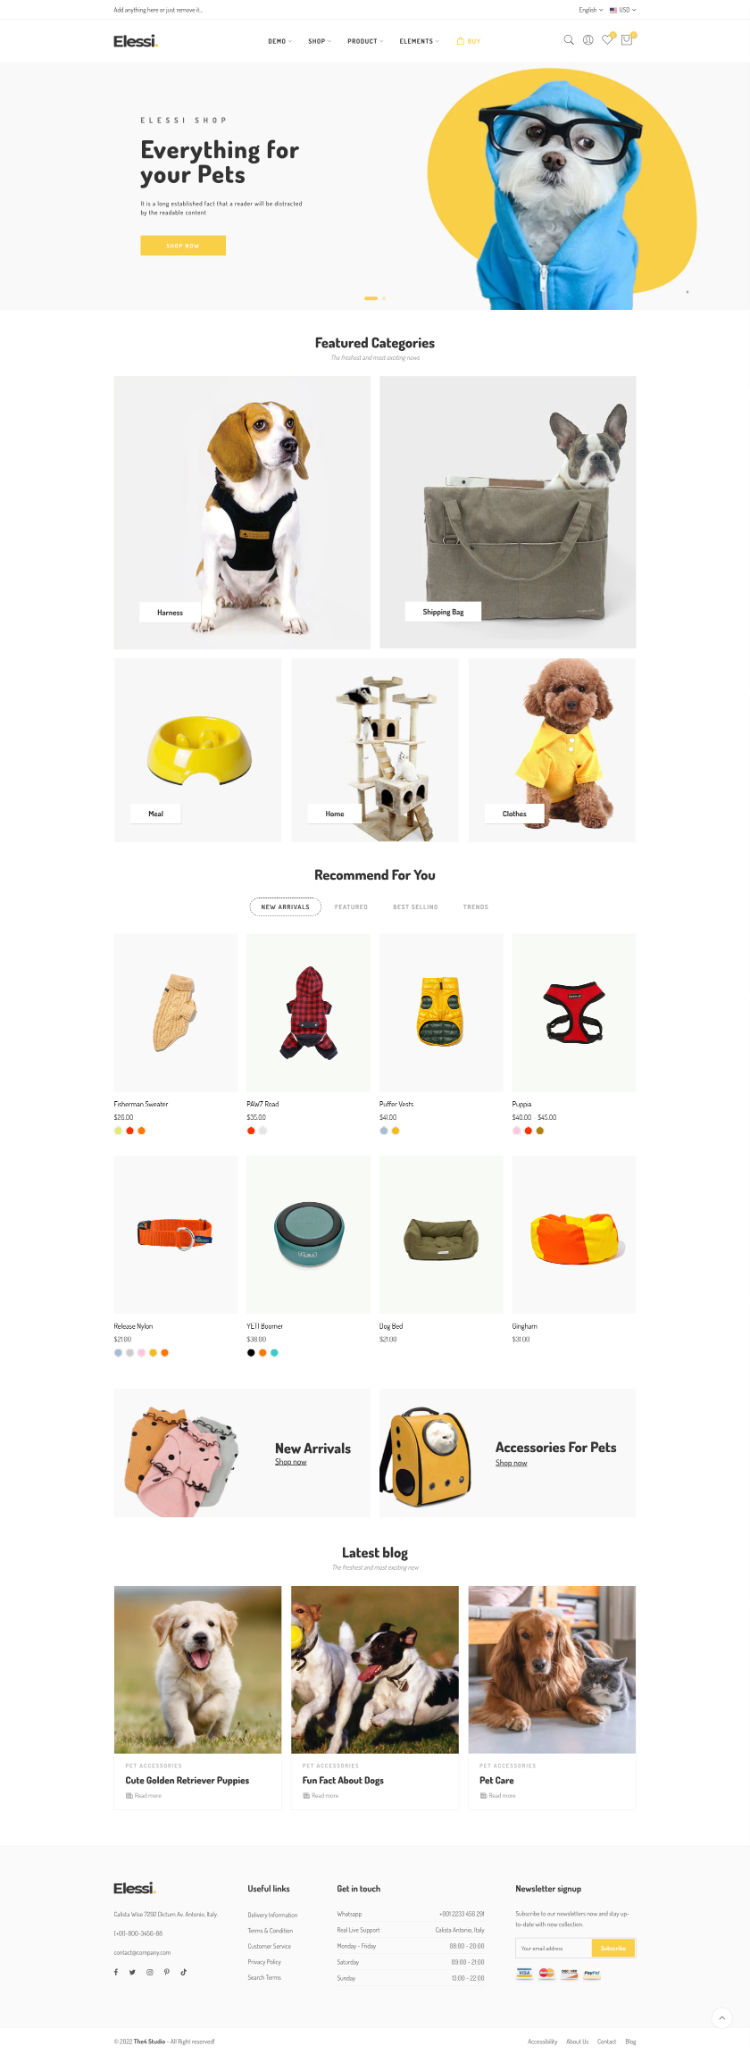 Add anything here or just remove it...
English
USD
Elessi.
DEMO
SHOP
PRODUCT
ELEMENTS
BUY
ELESSI SHOP
Everything for
your Pets
It is a long established fact that a reader will be distracted
by the readable content
SHOP NOW
Featured Categories
The freshest and most exciting news
Harness
Shipping Bag
Meal
Home
Clothes
Recommend For You
NEW ARRIVALS
FEATURED
BEST SELLING
TRENDS
Fisherman Sweater
$20.00
PAWZ Road
$35.00
Puffer Vests
$41.00
Puppia
$40.00 $45.00
Release Nylon
$21.00
YETI Boomer
$38.00
Dog Bed
$21.00
Gingham
$31.00
New Arrivals
Shop now
Accessories For Pets
Shop now
Latest blog
The freshest and most exciting new
PET ACCESSORIES
Cute Golden Retriever Puppies
Read more
PET ACCESSORIES
Fun Fact About Dogs
Read more
PET ACCESSORIES
Pet Care
Read more
Elessi.
Calista Wise 7292 Dictum Av. Antonio, Italy.
(+01)-800-3456-88
contact@company.com
Useful links
Delivery Information
Terms & Condition
Customer Service
Privacy Policy
Search Terms
Get in touch
Whatsapp +001 2233 456 291
Real Live Support Calista Antonio, Italy
Monday - Friday 08:00 - 20:00
Saturday 09:00 - 21:00
Sunday 13:00 - 22:00
Newsletter signup
Subscribe to our newsletters now and stay up-
to-date with new collection.
Your email address
Subscribe
VISA
MasterCard
DISCOVER
PayPal
© 2022 The4 Studio - All Right reserved!
Accessibility
About Us
Contact
Blog